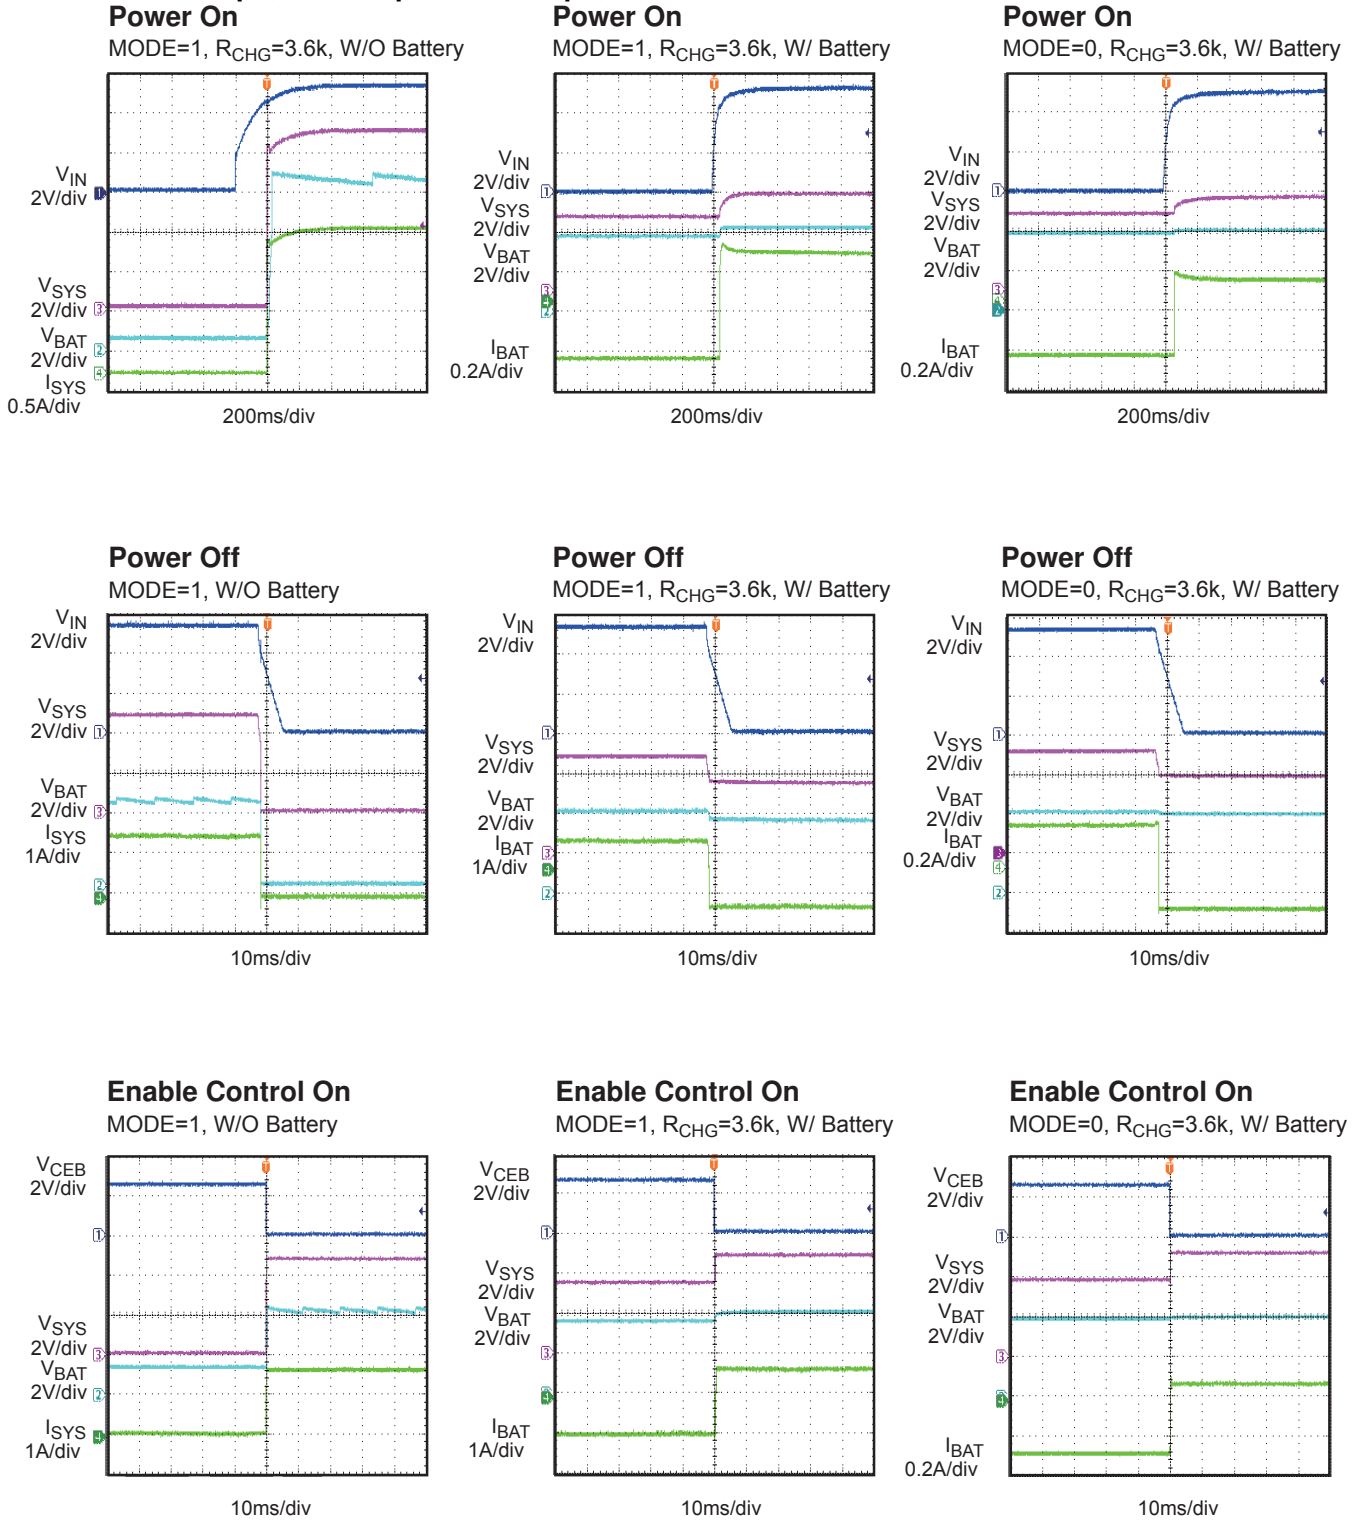 Power On
MODE=1, RCHG=3.6k, W/O Battery
VIN
2V/div
VSYS
2V/div
VBAT
2V/div
ISYS
0.5A/div
200ms/div
Power On
MODE=1, RCHG=3.6k, W/ Battery
VIN
2V/div
VSYS
2V/div
VBAT
2V/div
IBAT
0.2A/div
200ms/div
Power On
MODE=0, RCHG=3.6k, W/ Battery
VIN
2V/div
VSYS
2V/div
VBAT
2V/div
IBAT
0.2A/div
200ms/div
Power Off
MODE=1, W/O Battery
VIN
2V/div
VSYS
2V/div
VBAT
2V/div
ISYS
1A/div
10ms/div
Power Off
MODE=1, RCHG=3.6k, W/ Battery
VIN
2V/div
VSYS
2V/div
VBAT
2V/div
IBAT
1A/div
10ms/div
Power Off
MODE=0, RCHG=3.6k, W/ Battery
VIN
2V/div
VSYS
2V/div
VBAT
2V/div
IBAT
0.2A/div
10ms/div
Enable Control On
MODE=1, W/O Battery
VCEB
2V/div
VSYS
2V/div
VBAT
2V/div
ISYS
1A/div
10ms/div
Enable Control On
MODE=1, RCHG=3.6k, W/ Battery
VCEB
2V/div
VSYS
2V/div
VBAT
2V/div
IBAT
1A/div
10ms/div
Enable Control On
MODE=0, RCHG=3.6k, W/ Battery
VCEB
2V/div
VSYS
2V/div
VBAT
2V/div
IBAT
0.2A/div
10ms/div